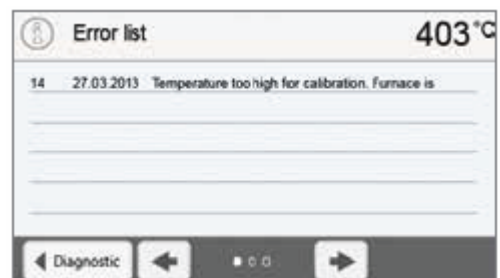 Error list 403°C
14 27.03.2013 Temperature too high for calibration. Furnace is
Diagnostic